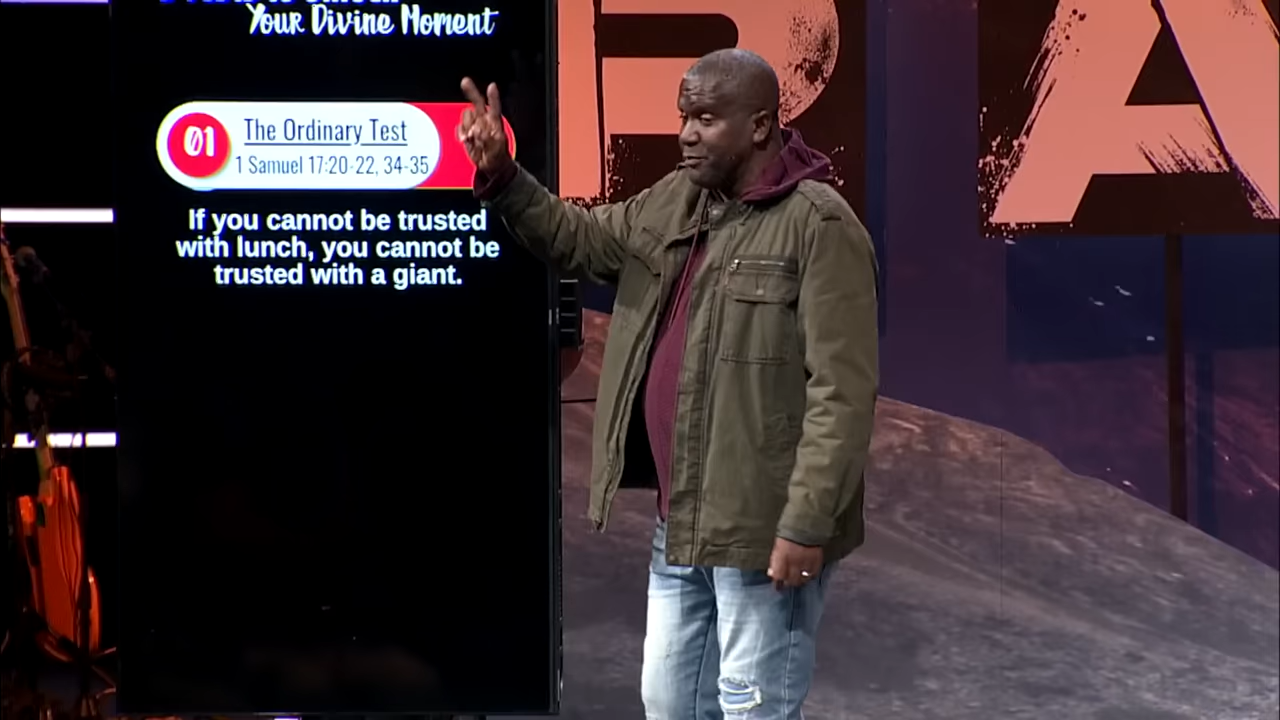 Your Divine Moment
01
The Ordinary Test
1 Samuel 17:20-22, 34-35
If you cannot be trusted
with lunch, you cannot be
trusted with a giant.
RA